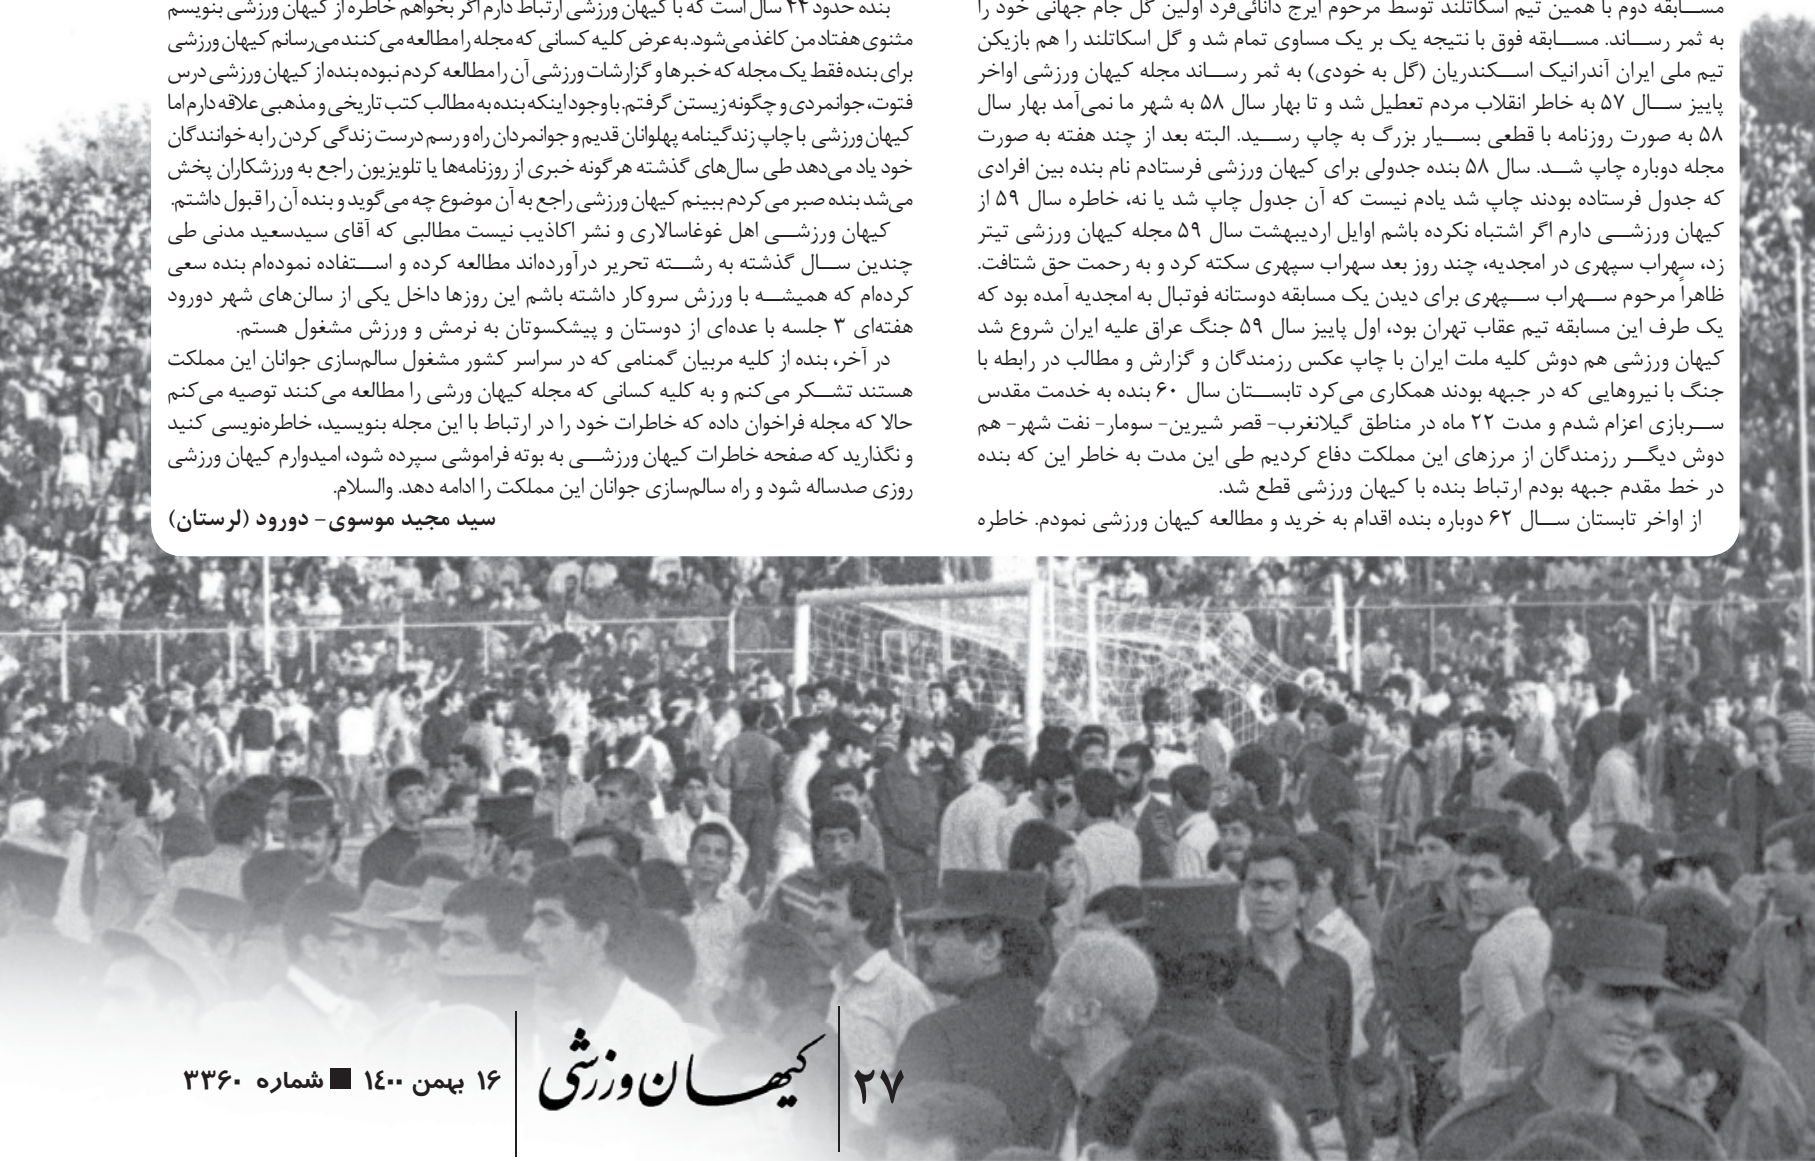 مسابقه دوم با همین تیم اسکاتلند توسط مرحوم ایرج دانائی‌فرد اولین گل جام جهانی خود را
به ثمر رساند. مسابقه فوق با نتیجه یک بر یک مساوی تمام شد و گل اسکاتلند را هم بازیکن
تیم ملی ایران آندرانیک اسکندریان (گل به خودی) به ثمر رساند مجله کیهان ورزشی اواخر
پاییز سال ۵۷ به خاطر انقلاب مردم تعطیل شد و تا بهار سال ۵۸ به شهر ما نمی‌آمد بهار سال
۵۸ به صورت روزنامه با قطعی بسیار بزرگ به چاپ رسید. البته بعد از چند هفته به صورت
مجله دوباره چاپ شد. سال ۵۸ بنده جدولی برای کیهان ورزشی فرستادم نام بنده بین افرادی
که جدول فرستاده بودند چاپ شد یادم نیست که آن جدول چاپ شد یا نه، خاطره سال ۵۹ از
کیهان ورزشی دارم اگر اشتباه نکرده باشم اوایل اردیبهشت سال ۵۹ مجله کیهان ورزشی تیتر
زد، سهراب سپهری در امجدیه، چند روز بعد سهراب سپهری سکته کرد و به رحمت حق شتافت.
ظاهراً مرحوم سهراب سپهری برای دیدن یک مسابقه دوستانه فوتبال به امجدیه آمده بود که
یک طرف این مسابقه تیم عقاب تهران بود، اول پاییز سال ۵۹ جنگ عراق علیه ایران شروع شد
کیهان ورزشی هم دوش کلیه ملت ایران با چاپ عکس رزمندگان و گزارش و مطالب در رابطه با
جنگ با نیروهایی که در جبهه بودند همکاری می‌کرد تابستان سال ۶۰ بنده به خدمت مقدس
سربازی اعزام شدم و مدت ۲۲ ماه در مناطق گیلانغرب- قصر شیرین- سومار- نفت شهر- هم
دوش دیگر رزمندگان از مرزهای این مملکت دفاع کردیم طی این مدت به خاطر این که بنده
در خط مقدم جبهه بودم ارتباط بنده با کیهان ورزشی قطع شد.
از اواخر تابستان سال ۶۲ دوباره بنده اقدام به خرید و مطالعه کیهان ورزشی نمودم. خاطره
بنده حدود ۴۴ سال است که با کیهان ورزشی ارتباط دارم اگر بخواهم خاطره از کیهان ورزشی بنویسم
مثنوی هفتاد من کاغذ می‌شود. به عرض کلیه کسانی که مجله را مطالعه می‌کنند می‌رسانم کیهان ورزشی
برای بنده فقط یک مجله که خبرها و گزارشات ورزشی آن را مطالعه کردم نبوده بنده از کیهان ورزشی درس
فتوت، جوانمردی و چگونه زیستن گرفتم. با وجود اینکه بنده به مطالب کتب تاریخی و مذهبی علاقه دارم اما
کیهان ورزشی با چاپ زندگینامه پهلوانان قدیم و جوانمردان راه و رسم درست زندگی کردن را به خوانندگان
خود یاد می‌دهد طی سال‌های گذشته هرگونه خبری از روزنامه‌ها یا تلویزیون راجع به ورزشکاران پخش
می‌شد بنده صبر می‌کردم ببینم کیهان ورزشی راجع به آن موضوع چه می‌گوید و بنده آن را قبول داشتم.
کیهان ورزشی اهل غوغاسالاری و نشر اکاذیب نیست مطالبی که آقای سیدسعید مدنی طی
چندین سال گذشته به رشته تحریر درآورده‌اند مطالعه کرده و استفاده نموده‌ام بنده سعی
کرده‌ام که همیشه با ورزش سروکار داشته باشم این روزها داخل یکی از سالن‌های شهر دورود
هفته‌ای ۳ جلسه با عده‌ای از دوستان و پیشکسوتان به نرمش و ورزش مشغول هستم.
در آخر، بنده از کلیه مربیان گمنامی که در سراسر کشور مشغول سالم‌سازی جوانان این مملکت
هستند تشکر می‌کنم و به کلیه کسانی که مجله کیهان ورشی را مطالعه می‌کنند توصیه می‌کنم
حالا که مجله فراخوان داده که خاطرات خود را در ارتباط با این مجله بنویسید، خاطره‌نویسی کنید
و نگذارید که صفحه خاطرات کیهان ورزشی به بوته فراموشی سپرده شود، امیدوارم کیهان ورزشی
روزی صدساله شود و راه سالم‌سازی جوانان این مملکت را ادامه دهد. والسلام.
سید مجید موسوی- دورود (لرستان)
۲۷
کیهان ورزشی
۱۶ بهمن ۱۴۰۰ ■ شماره ۳۳۶۰